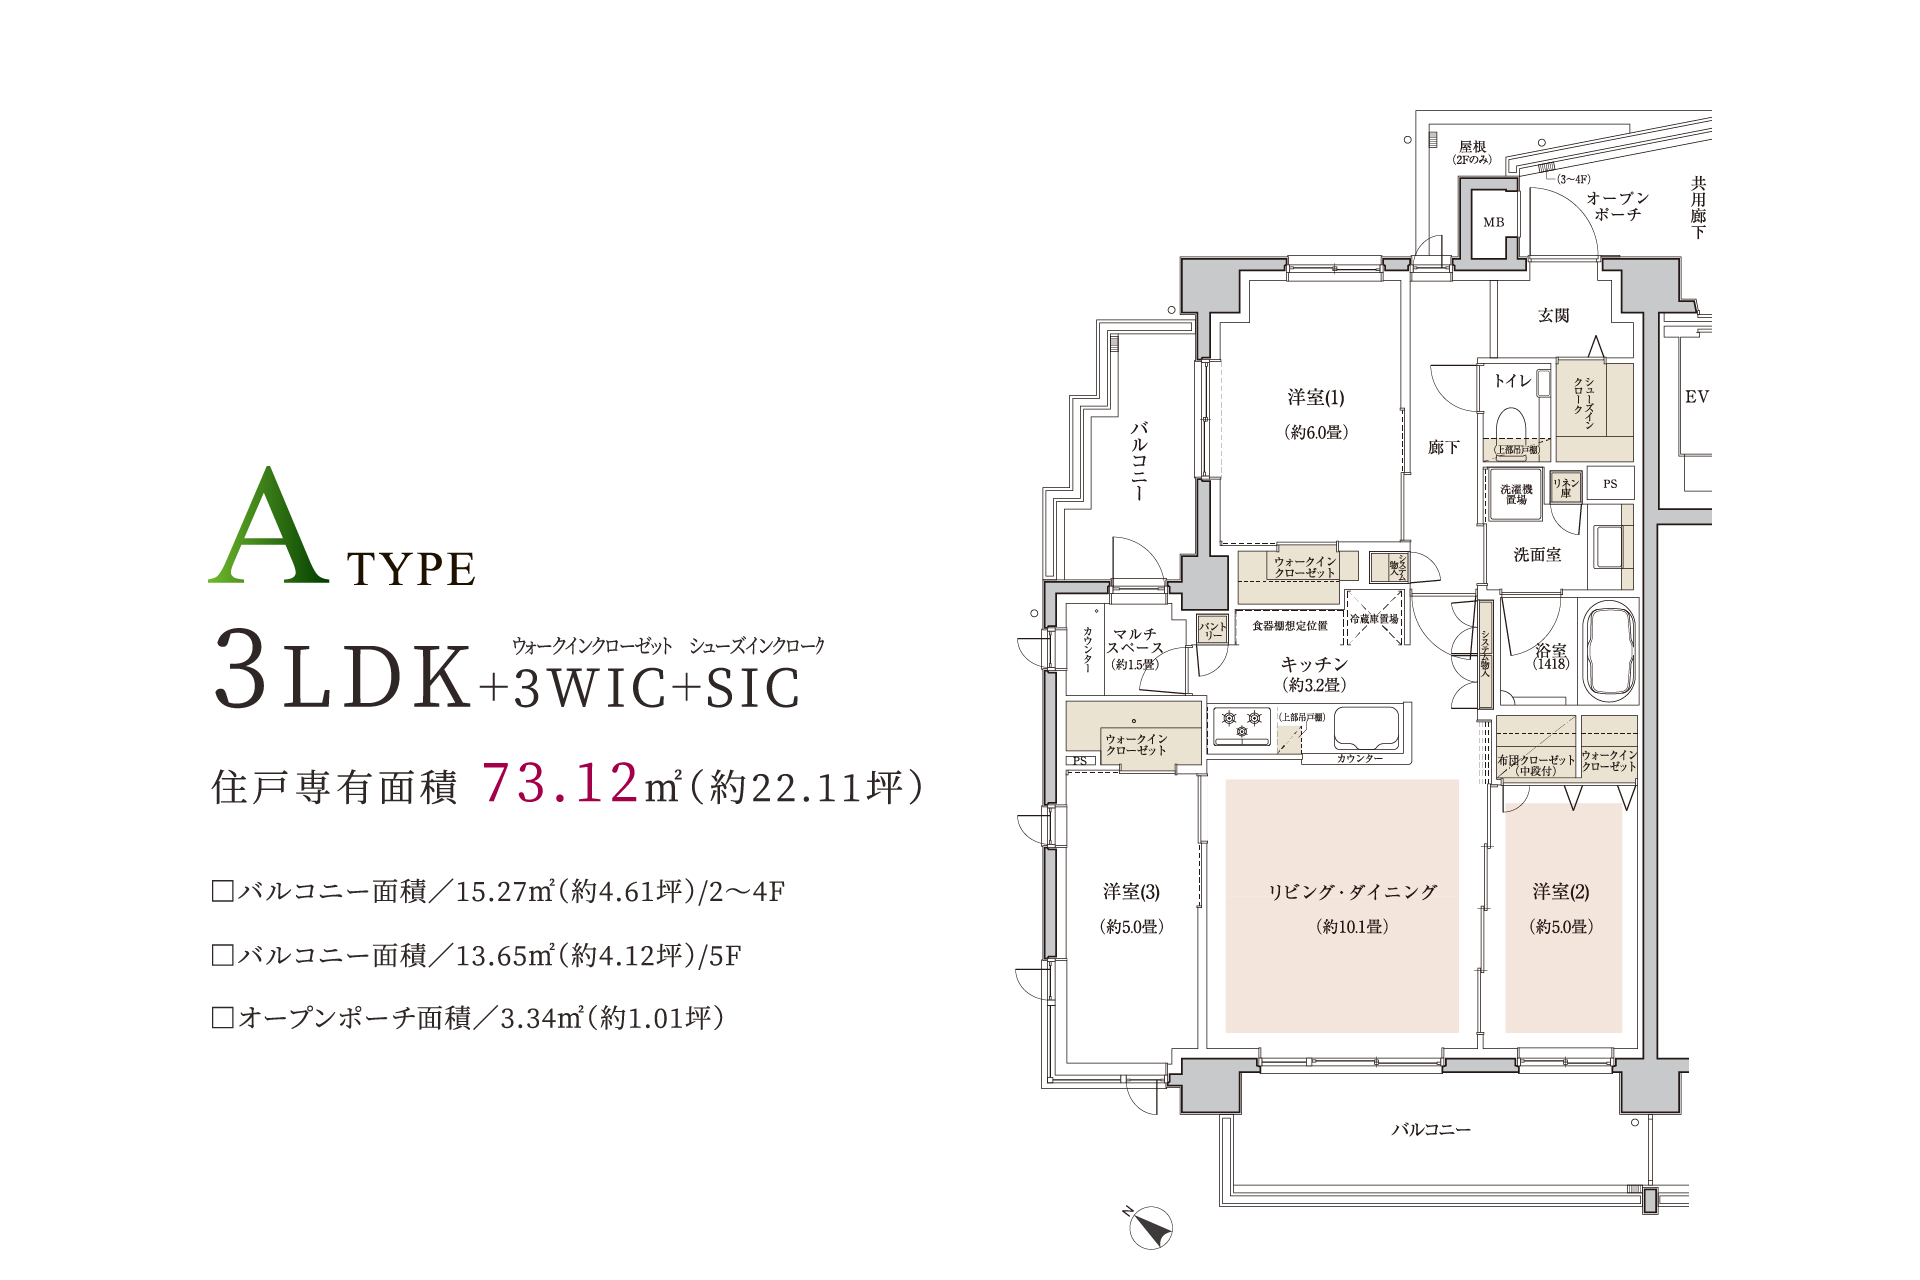 A TYPE
ウォークインクローゼット シューズインクローク
3LDK+3WIC+SIC
住戸専有面積 73.12㎡(約22.11坪)
□バルコニー面積／15.27㎡(約4.61坪)/2〜4F
□バルコニー面積／13.65㎡(約4.12坪)/5F
□オープンポーチ面積／3.34㎡(約1.01坪)
屋根
(2Fのみ)
(3〜4F)
オープン
ポーチ
共用廊下
MB
玄関
EV
トイレ
(上部吊戸棚)
シューズイン
クローク
洋室(1)
(約6.0畳)
廊下
バルコニー
洗濯機
置場
リネン
庫
PS
洗面室
ウォークイン
クローゼット
システム
物入
冷蔵庫置場
食器棚想定位置
パント
リー
カウンター
マルチ
スペース
(約1.5畳)
キッチン
(約3.2畳)
システム物入
浴室
(1418)
(上部吊戸棚)
カウンター
ウォークイン
クローゼット
PS
布団クローゼット
(中段付)
ウォークイン
クローゼット
洋室(3)
(約5.0畳)
リビング・ダイニング
(約10.1畳)
洋室(2)
(約5.0畳)
バルコニー
N